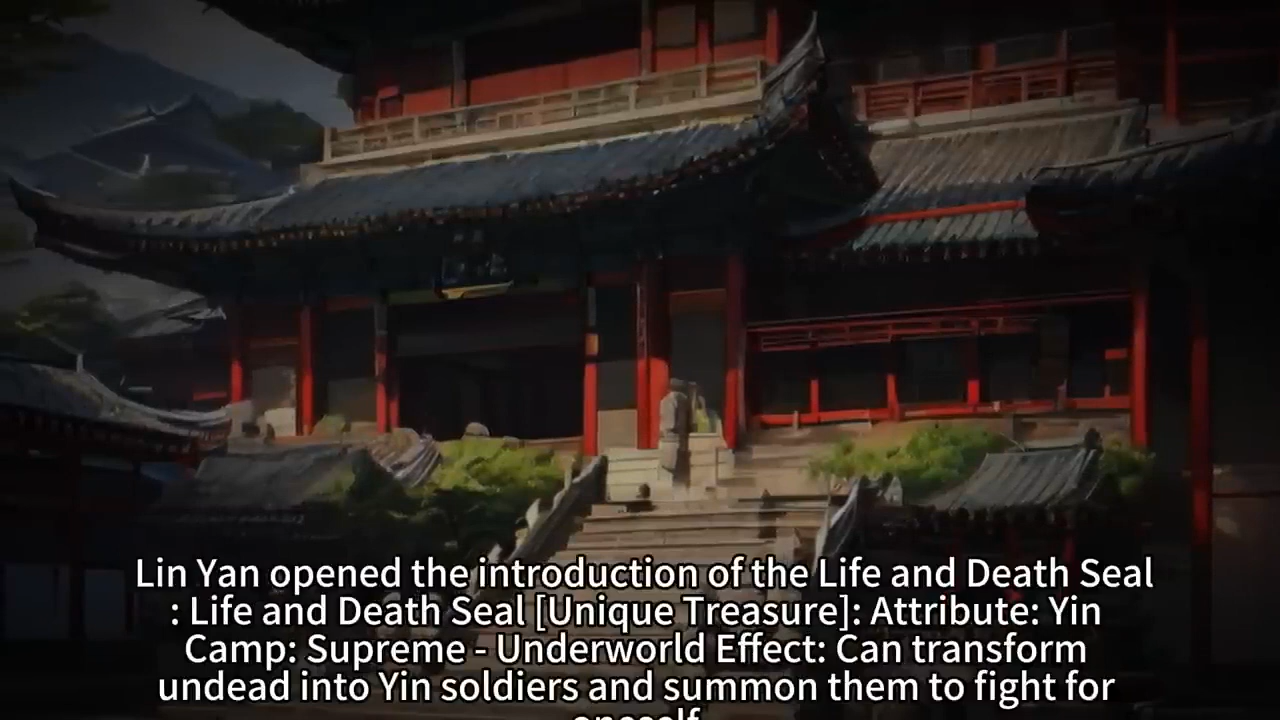 Lin Yan opened the introduction of the Life and Death Seal
: Life and Death Seal [Unique Treasure]: Attribute: Yin
Camp: Supreme - Underworld Effect: Can transform
undead into Yin soldiers and summon them to fight for
oneself